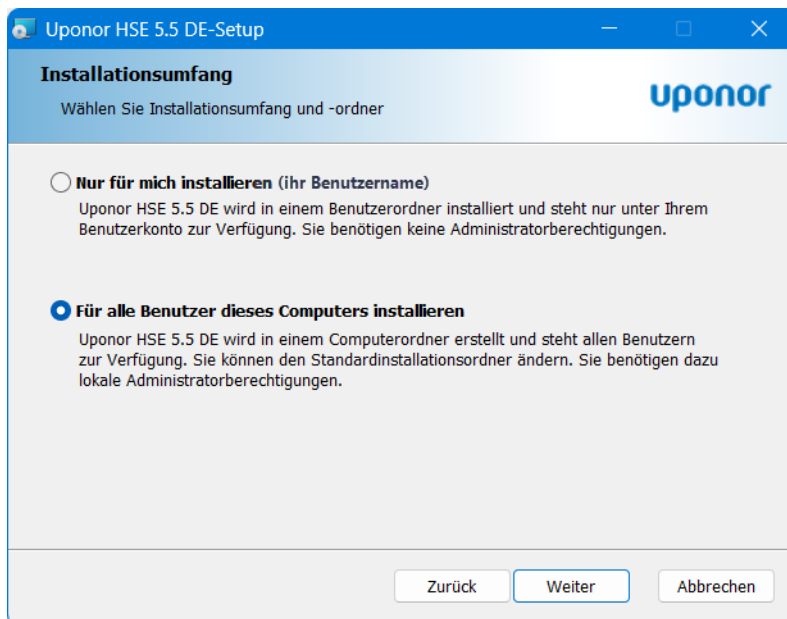 Uponor HSE 5.5 DE-Setup
Installationsumfang
Wählen Sie Installationsumfang und -ordner
uponor
Nur für mich installieren (ihr Benutzername)
Uponor HSE 5.5 DE wird in einem Benutzerordner installiert und steht nur unter Ihrem
Benutzerkonto zur Verfügung. Sie benötigen keine Administratorberechtigungen.
Für alle Benutzer dieses Computers installieren
Uponor HSE 5.5 DE wird in einem Computerordner erstellt und steht allen Benutzern
zur Verfügung. Sie können den Standardinstallationsordner ändern. Sie benötigen dazu
lokale Administratorberechtigungen.
Zurück
Weiter
Abbrechen